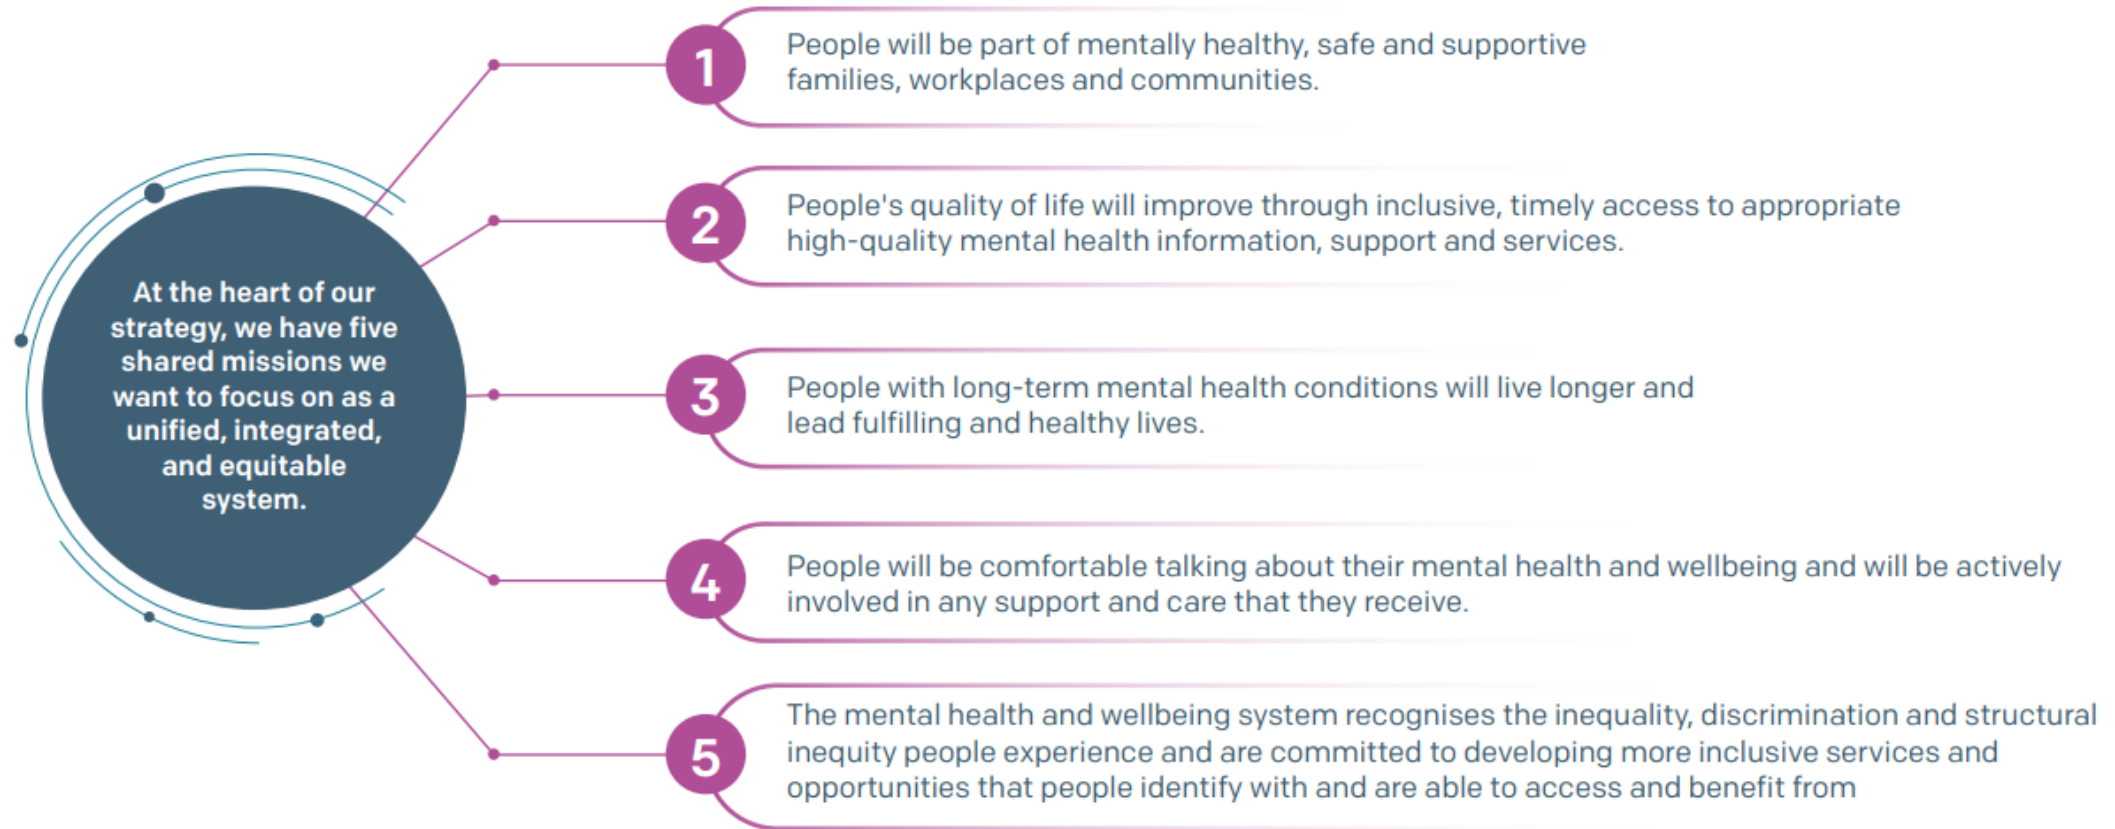 At the heart of our
strategy, we have five
shared missions we
want to focus on as a
unified, integrated,
and equitable
system.
1
People will be part of mentally healthy, safe and supportive
families, workplaces and communities.
2
People's quality of life will improve through inclusive, timely access to appropriate
high-quality mental health information, support and services.
3
People with long-term mental health conditions will live longer and
lead fulfilling and healthy lives.
4
People will be comfortable talking about their mental health and wellbeing and will be actively
involved in any support and care that they receive.
5
The mental health and wellbeing system recognises the inequality, discrimination and structural
inequity people experience and are committed to developing more inclusive services and
opportunities that people identify with and are able to access and benefit from